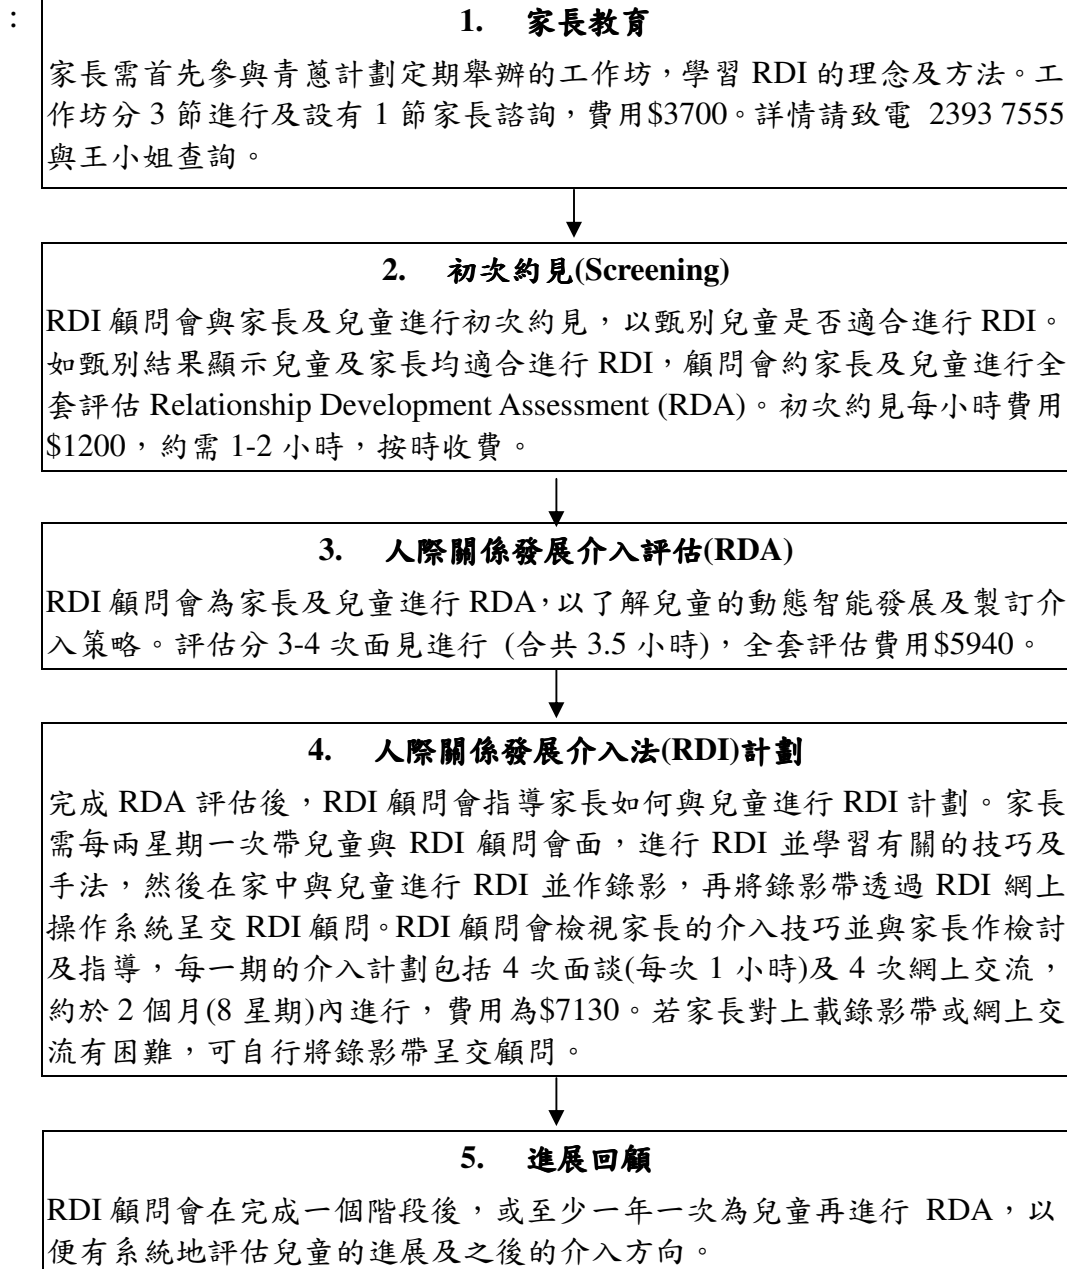 ：
1. 家長教育
家長需首先參與青蔥計劃定期舉辦的工作坊，學習 RDI 的理念及方法。工
作坊分 3 節進行及設有 1 節家長諮詢，費用$3700。詳情請致電 2393 7555
與王小姐查詢。
2. 初次約見(Screening)
RDI 顧問會與家長及兒童進行初次約見，以甄別兒童是否適合進行 RDI。
如甄別結果顯示兒童及家長均適合進行 RDI，顧問會約家長及兒童進行全
套評估 Relationship Development Assessment (RDA)。初次約見每小時費用
$1200，約需 1-2 小時，按時收費。
3. 人際關係發展介入評估(RDA)
RDI 顧問會為家長及兒童進行 RDA，以了解兒童的動態智能發展及製訂介
入策略。評估分 3-4 次面見進行 (合共 3.5 小時)，全套評估費用$5940。
4. 人際關係發展介入法(RDI)計劃
完成 RDA 評估後，RDI 顧問會指導家長如何與兒童進行 RDI 計劃。家長
需每兩星期一次帶兒童與 RDI 顧問會面，進行 RDI 並學習有關的技巧及
手法，然後在家中與兒童進行 RDI 並作錄影，再將錄影帶透過 RDI 網上
操作系統呈交 RDI 顧問。RDI 顧問會檢視家長的介入技巧並與家長作檢討
及指導，每一期的介入計劃包括 4 次面談(每次 1 小時)及 4 次網上交流，
約於 2 個月(8 星期)內進行，費用為$7130。若家長對上載錄影帶或網上交
流有困難，可自行將錄影帶呈交顧問。
5. 進展回顧
RDI 顧問會在完成一個階段後，或至少一年一次為兒童再進行 RDA，以
便有系統地評估兒童的進展及之後的介入方向。